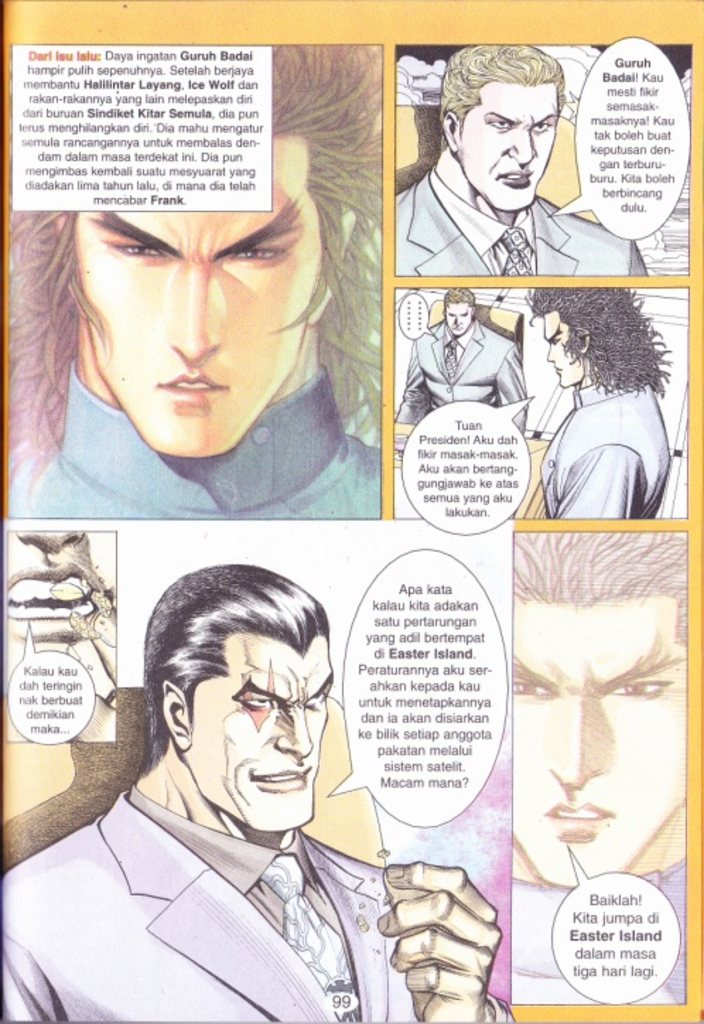 Dari Isu lalu: Daya ingatan Guruh Badai
hampir pulih sepenuhnya. Setelah berjaya
membantu Halilintar Layang, Ice Wolf dan
rakan-rakannya yang lain melepaskan diri
dari buruan Sindiket Kitar Semula, dia pun
terus menghilangkan diri. Dia mahu mengatur
semula rancangannya untuk membalas den-
dam dalam masa terdekat ini. Dia pun
mengimbas kembali suatu mesyuarat yang
diadakan lima tahun lalu, di mana dia telah
mencabar Frank.
Guruh
Badai! Kau
mesti fikir
semasak-
masaknya! Kau
tak boleh buat
keputusan den-
gan terburu-
buru. Kita boleh
berbincang
dulu.
......
Tuan
Presiden! Aku dah
fikir masak-masak.
Aku akan bertang-
gungjawab ke atas
semua yang aku
lakukan.
Kalau kau
dah teringin
nak berbuat
demikian
maka...
Apa kata
kalau kita adakan
satu pertarungan
yang adil bertempat
di Easter Island.
Peraturannya aku ser-
ahkan kepada kau
untuk menetapkannya
dan ia akan disiarkan
ke bilik setiap anggota
pakatan melalui
sistem satelit.
Macam mana?
Baiklah!
Kita jumpa di
Easter Island
dalam masa
tiga hari lagi.
99